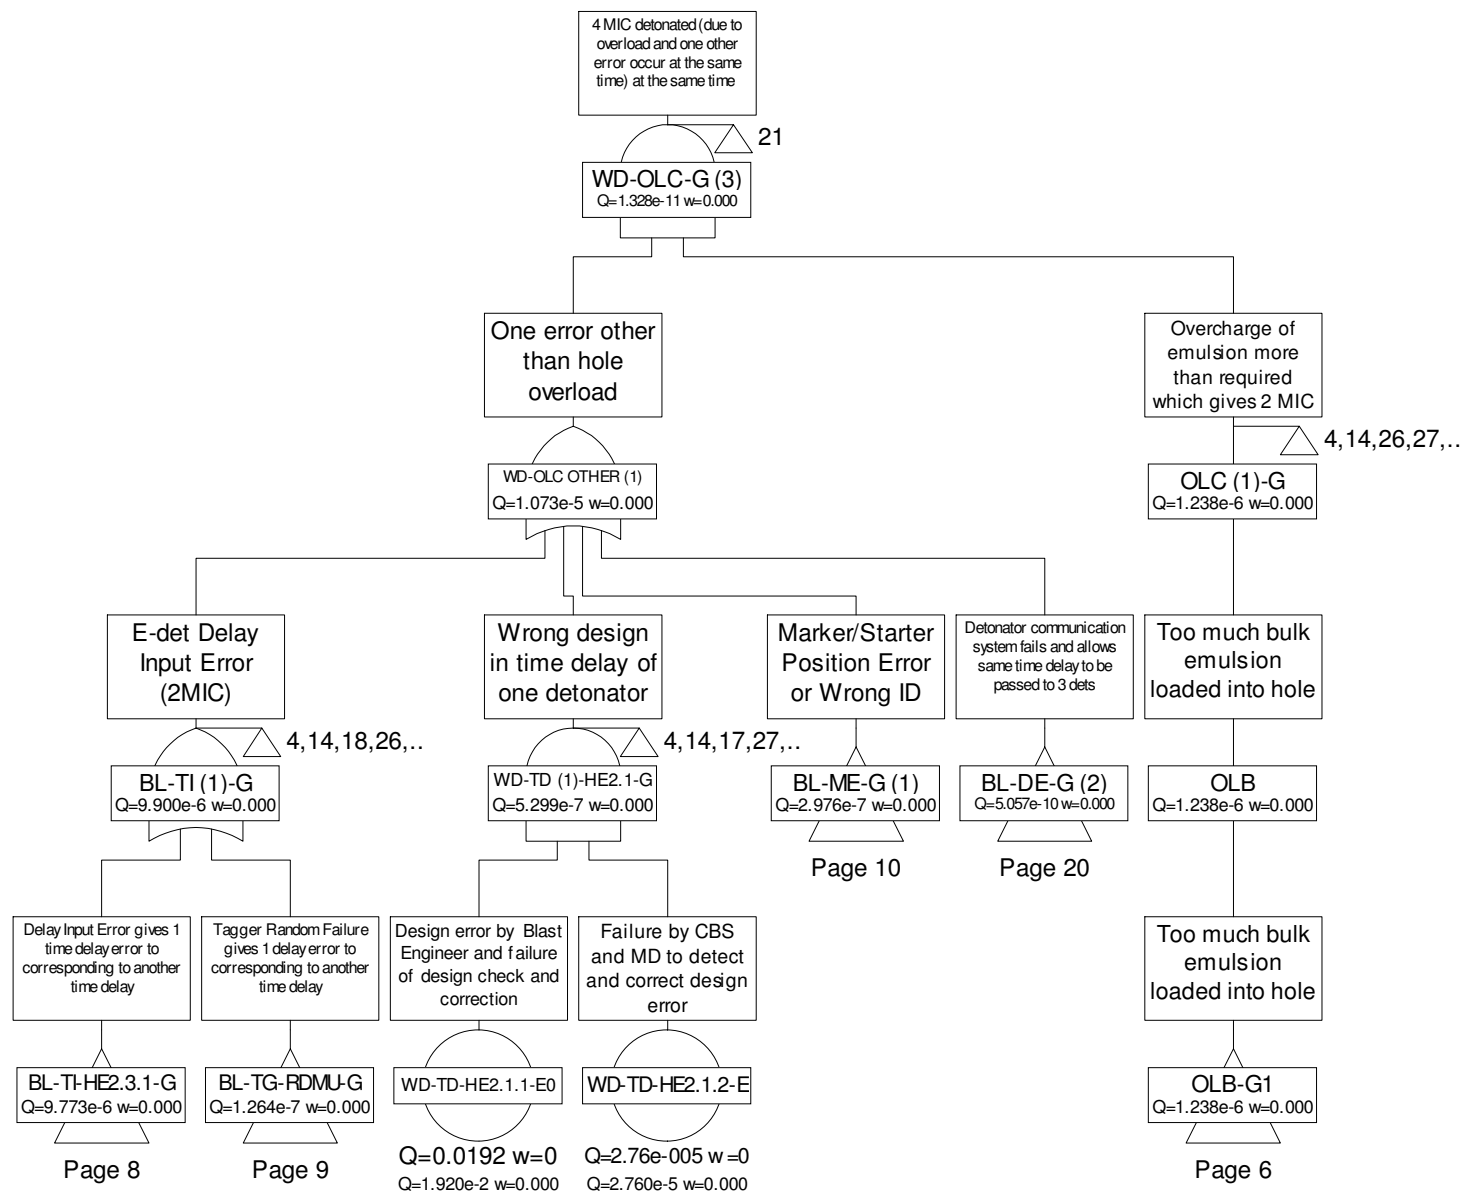 4 MIC detonated (due to
overload and one other
error occur at the same
time) at the same time
21
WD-OLC-G (3)
Q=1.328e-11 w=0.000
One error other
than hole
overload
WD-OLC OTHER (1)
Q=1.073e-5 w=0.000
Overcharge of
emulsion more
than required
which gives 2 MIC
4,14,26,27,..
OLC (1)-G
Q=1.238e-6 w=0.000
E-det Delay
Input Error
(2MIC)
4,14,18,26,..
BL-TI (1)-G
Q=9.900e-6 w=0.000
Wrong design
in time delay of
one detonator
4,14,17,27,..
WD-TD (1)-HE2.1-G
Q=5.299e-7 w=0.000
Marker/Starter
Position Error
or Wrong ID
BL-ME-G (1)
Q=2.976e-7 w=0.000
Page 10
Detonator communication
system fails and allows
same time delay to be
passed to 3 dets
BL-DE-G (2)
Q=5.057e-10 w=0.000
Page 20
Too much bulk
emulsion
loaded into hole
OLB
Q=1.238e-6 w=0.000
Delay Input Error gives 1
time delay error to
corresponding to another
time delay
BL-TI-HE2.3.1-G
Q=9.773e-6 w=0.000
Page 8
Tagger Random Failure
gives 1 delay error to
corresponding to another
time delay
BL-TG-RDMU-G
Q=1.264e-7 w=0.000
Page 9
Design error by Blast
Engineer and failure
of design check and
correction
WD-TD-HE2.1.1-E0
Q=0.0192 w=0
Q=1.920e-2 w=0.000
Failure by CBS
and MD to detect
and correct design
error
WD-TD-HE2.1.2-E
Q=2.76e-005 w=0
Q=2.760e-5 w=0.000
Too much bulk
emulsion
loaded into hole
OLB-G1
Q=1.238e-6 w=0.000
Page 6